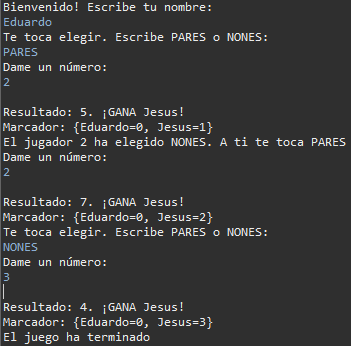 Bienvenido! Escribe tu nombre:
Eduardo
Te toca elegir. Escribe PARES o NONES:
PARES
Dame un número:
2
Resultado: 5. ¡GANA Jesus!
Marcador: {Eduardo=0, Jesus=1}
El jugador 2 ha elegido NONES. A ti te toca PARES
Dame un número:
2
Resultado: 7. ¡GANA Jesus!
Marcador: {Eduardo=0, Jesus=2}
Te toca elegir. Escribe PARES o NONES:
NONES
Dame un número:
3
Resultado: 4. ¡GANA Jesus!
Marcador: {Eduardo=0, Jesus=3}
El juego ha terminado